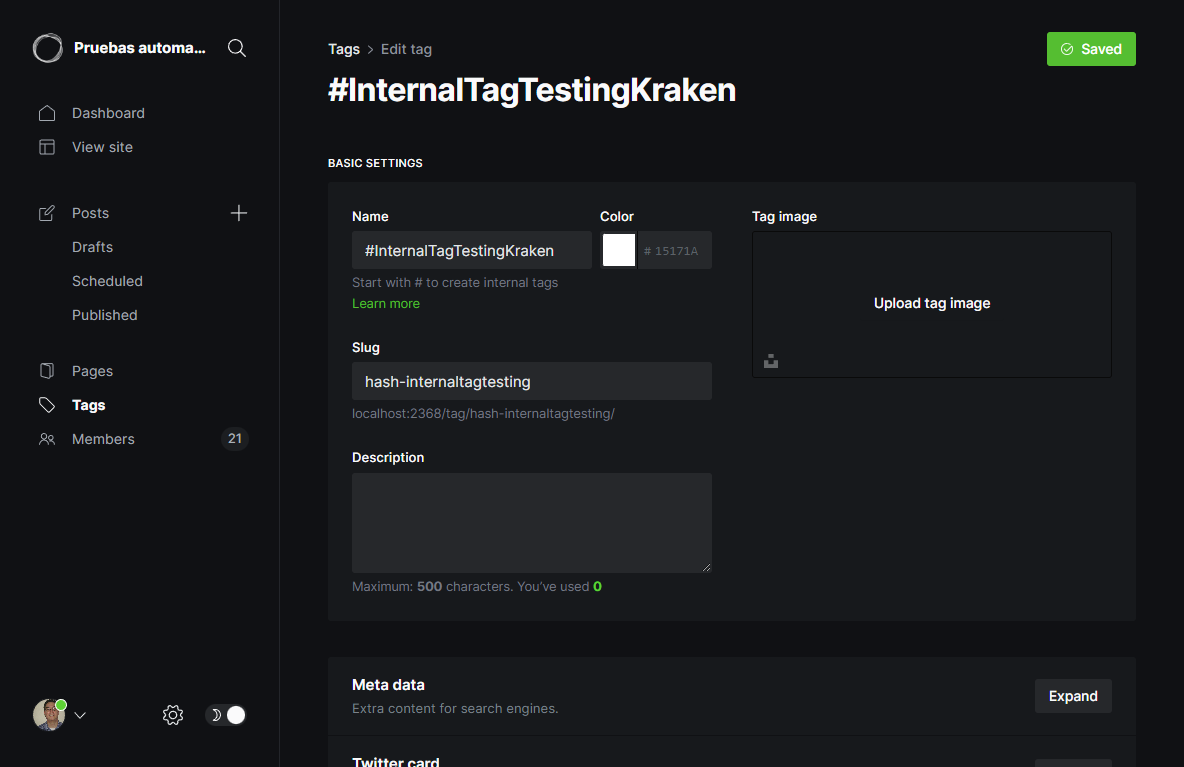 Pruebas automa...
Dashboard
View site
Posts
Drafts
Scheduled
Published
Pages
Tags
Members 21
Tags > Edit tag
Saved
#InternalTagTestingKraken
BASIC SETTINGS
Name
#InternalTagTestingKraken
Start with # to create internal tags
Learn more
Color
# 15171A
Slug
hash-internaltagtesting
localhost:2368/tag/hash-internaltagtesting/
Description
Maximum: 500 characters. You've used 0
Tag image
Upload tag image
Meta data
Extra content for search engines.
Expand
Twitter card